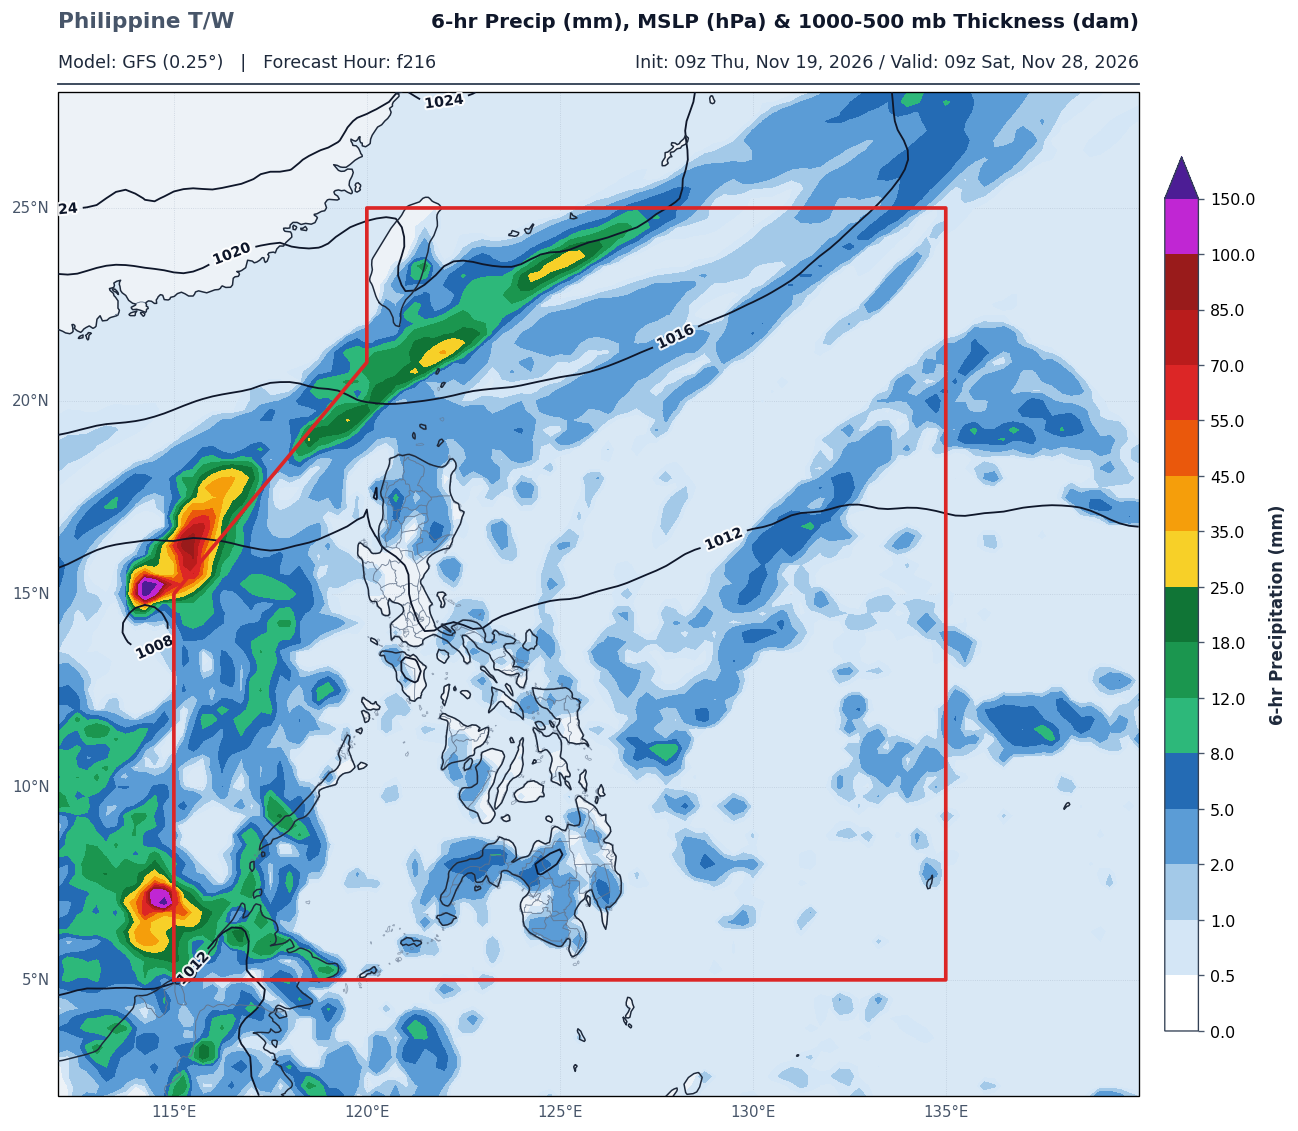 Philippine T/W
6-hr Precip (mm), MSLP (hPa) & 1000-500 mb Thickness (dam)
Model: GFS (0.25°) | Forecast Hour: f216
Init: 09z Thu, Nov 19, 2026 / Valid: 09z Sat, Nov 28, 2026
1024
24
1020
1016
1012
1008
1012
25°N
20°N
15°N
10°N
5°N
115°E
120°E
125°E
130°E
135°E
150.0
100.0
85.0
70.0
55.0
45.0
35.0
25.0
18.0
12.0
8.0
5.0
2.0
1.0
0.5
0.0
6-hr Precipitation (mm)